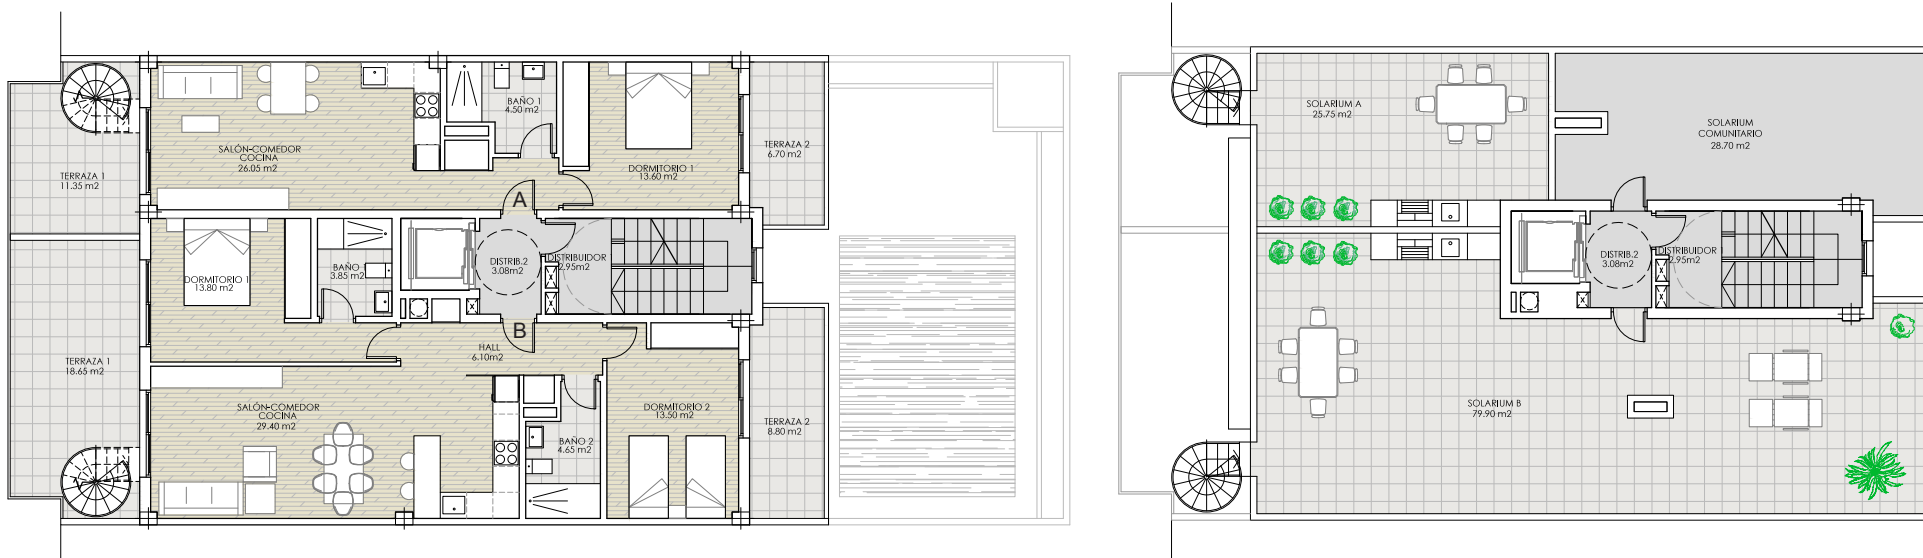 BAÑO 1
4.50 m2
SALÓN-COMEDOR
COCINA
26.05 m2
TERRAZA 1
11.35 m2
DORMITORIO 1
13.60 m2
TERRAZA 2
6.70 m2
A
DORMITORIO 1
13.80 m2
BAÑO 1
3.85 m2
DISTRIB.2
3.08m2
DISTRIBUIDOR
2.95m2
B
HALL
6.10m2
TERRAZA 1
18.65 m2
SALÓN-COMEDOR
COCINA
29.40 m2
BAÑO 2
4.65 m2
DORMITORIO 2
13.50 m2
TERRAZA 2
8.80 m2
SOLARIUM A
25.75 m2
SOLARIUM
COMUNITARIO
28.70 m2
DISTRIB.2
3.08m2
DISTRIBUIDOR 1
2.95m2
SOLARIUM B
79.90 m2